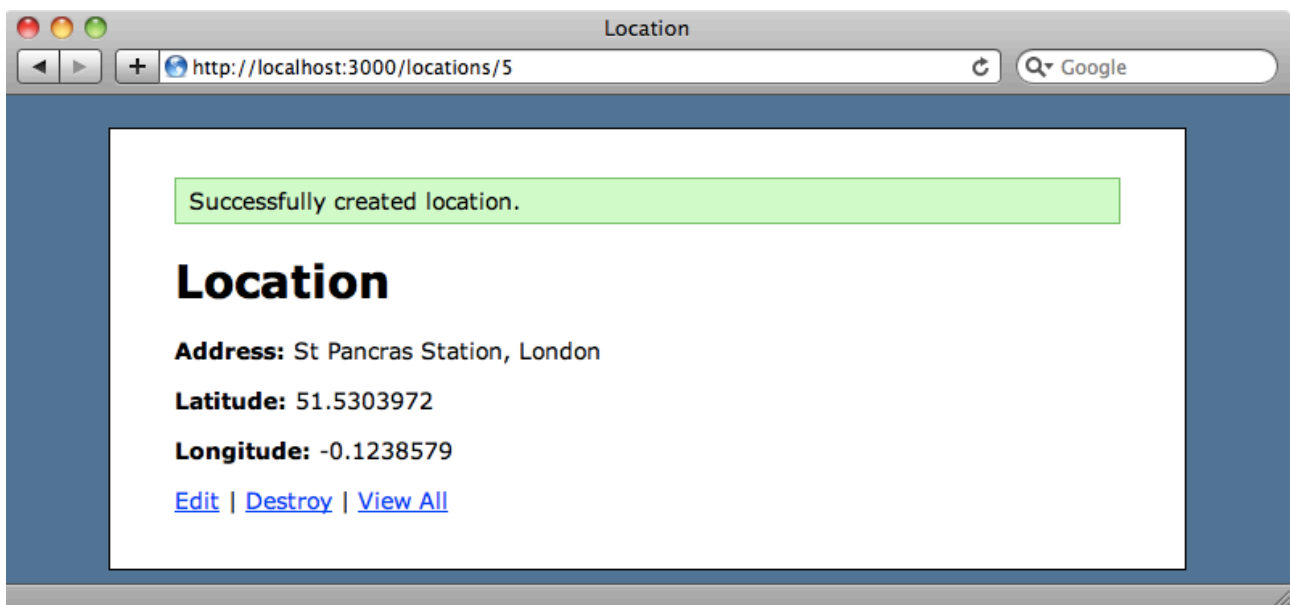 Location
http://localhost:3000/locations/5
Google
Successfully created location.
Location
Address: St Pancras Station, London
Latitude: 51.5303972
Longitude: -0.1238579
Edit | Destroy | View All